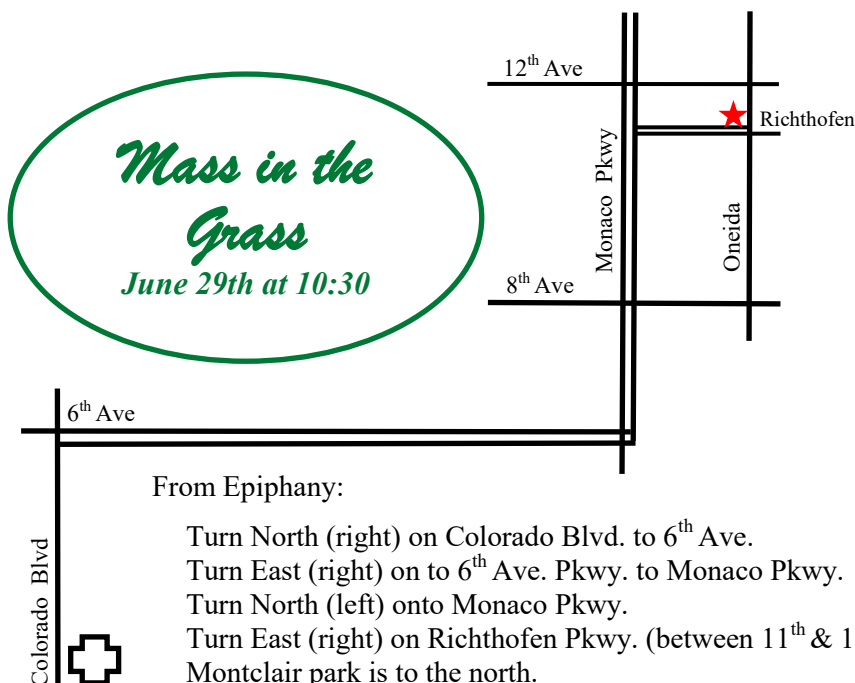 12th Ave
Richthofen
Mass in the
Grass
June 29th at 10:30
Monaco Pkwy
Oneida
8th Ave
6th Ave
From Epiphany:
Turn North (right) on Colorado Blvd. to 6th Ave.
Turn East (right) on to 6th Ave. Pkwy. to Monaco Pkwy.
Turn North (left) onto Monaco Pkwy.
Turn East (right) on Richthofen Pkwy. (between 11th & 1
Montclair park is to the north.
Colorado Blvd